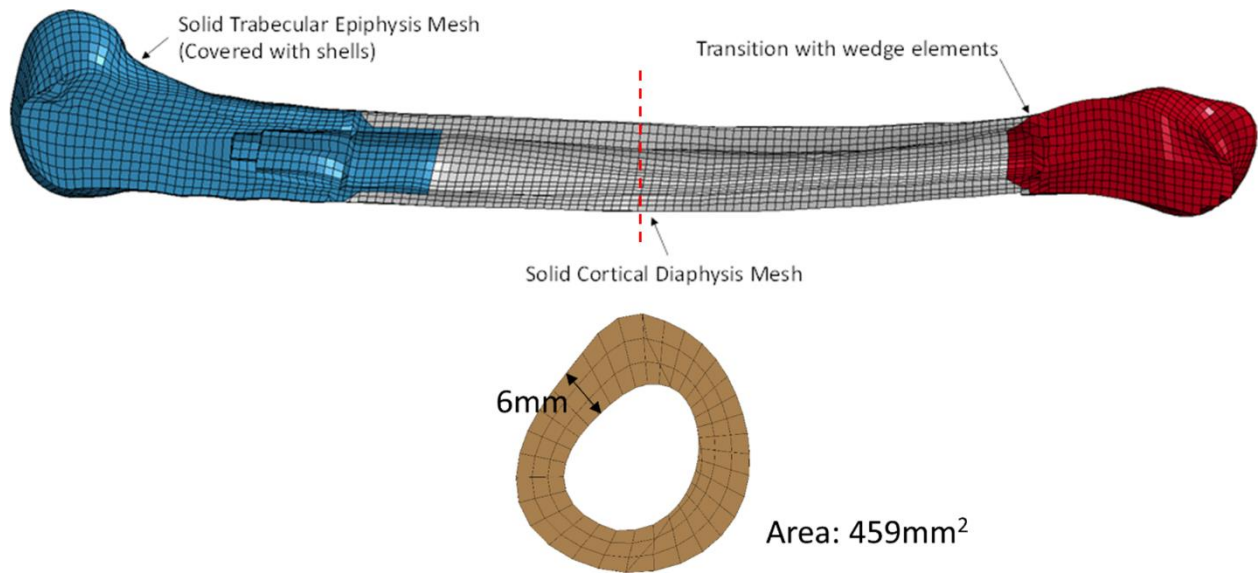 Solid Trabecular Epiphysis Mesh
(Covered with shells)
Transition with wedge elements
Solid Cortical Diaphysis Mesh
6mm
Area: 459mm²